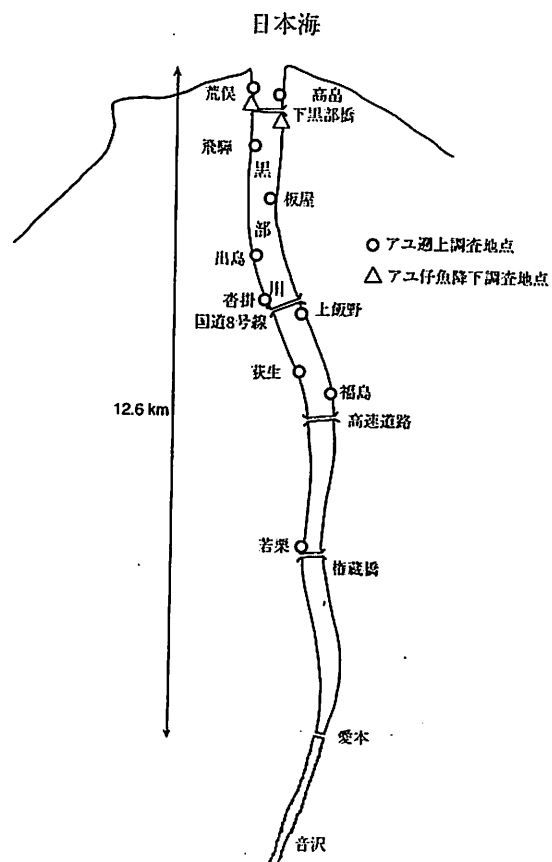 日本海
荒俣
高畠
下黒部橋
飛騨
黒部川
板屋
アユ遡上調査地点
出島
アユ仔魚降下調査地点
沓掛
国道8号線
上飯野
荻生
福島
12.6 km
高速道路
若栗
権蔵橋
愛本
音沢